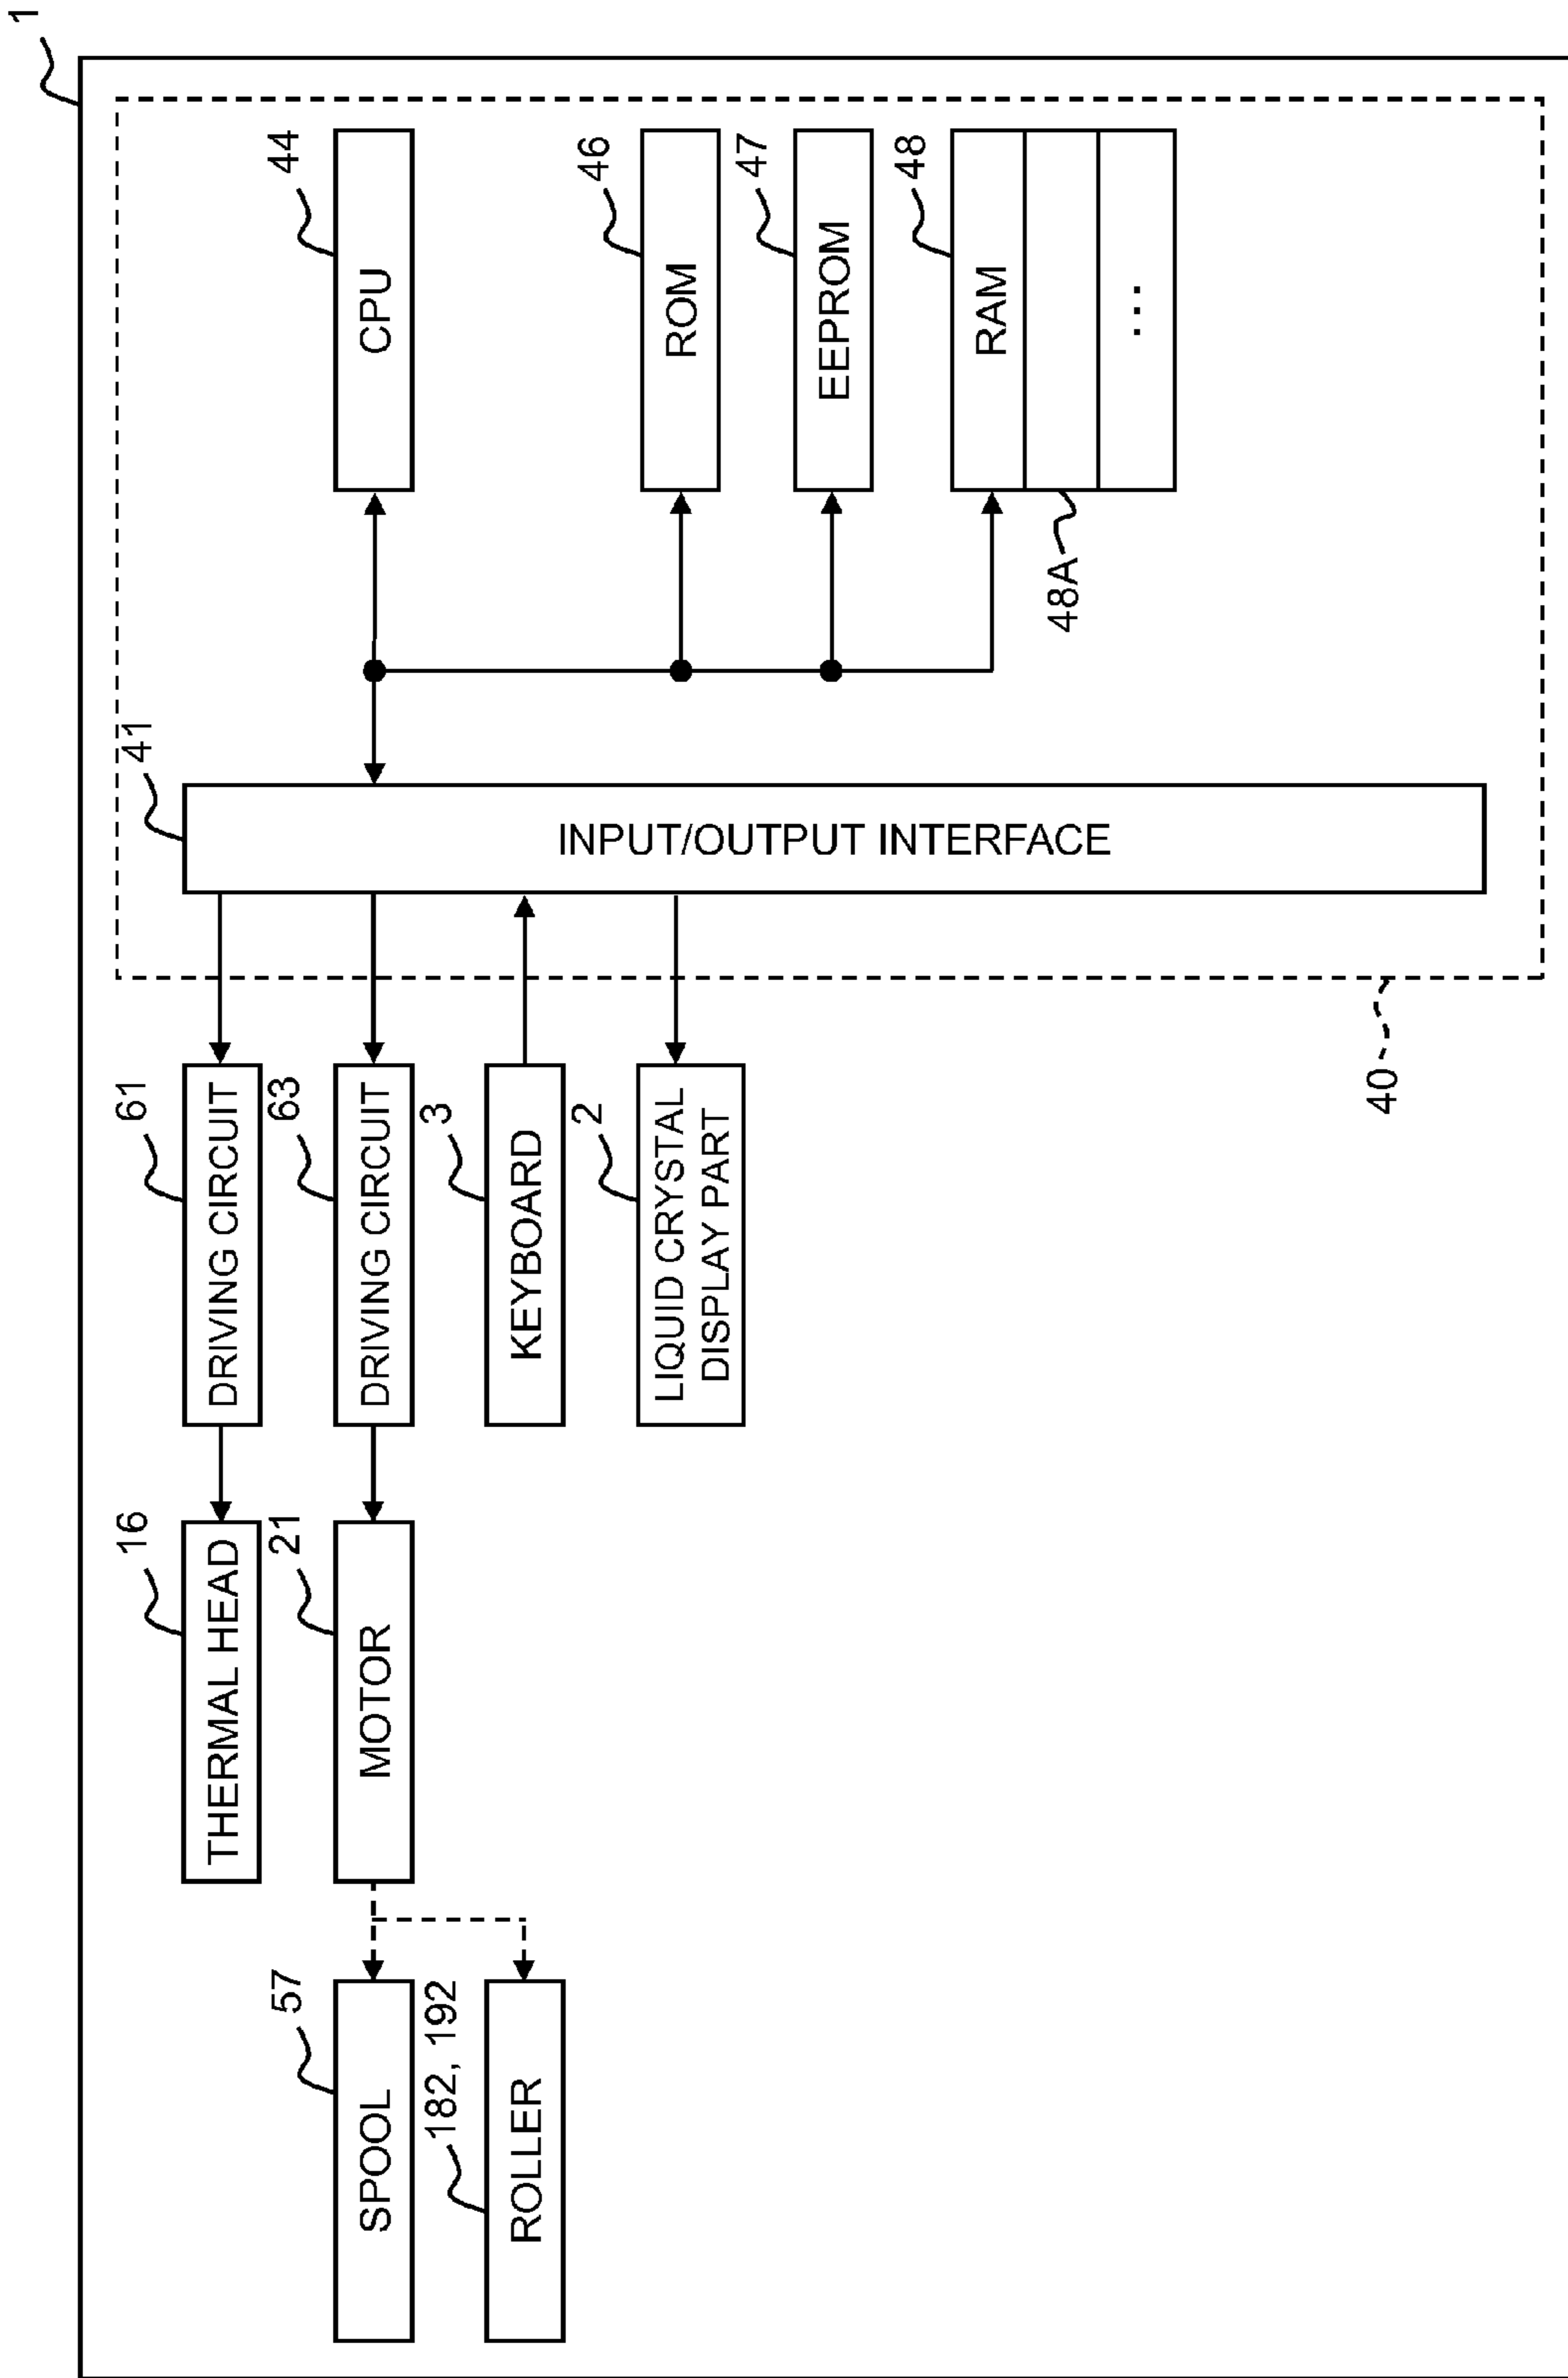 1
57
SPOOL
182, 192
ROLLER
16
THERMAL HEAD
21
MOTOR
61
DRIVING CIRCUIT
63
DRIVING CIRCUIT
3
KEYBOARD
2
LIQUID CRYSTAL
DISPLAY PART
40
41
INPUT/OUTPUT INTERFACE
44
CPU
46
ROM
47
EEPROM
48
RAM
48A
...